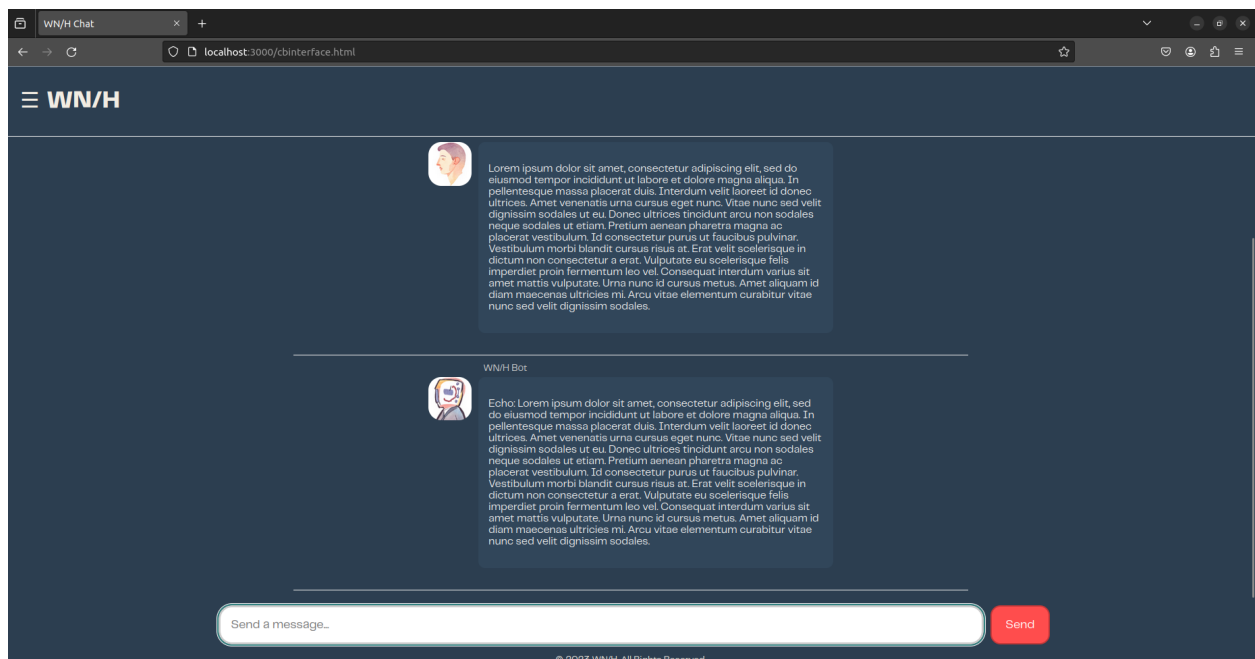 WN/H Chat
localhost:3000/cbinterface.html
☰ WN/H
Lorem ipsum dolor sit amet, consectetur adipiscing elit, sed do
eiusmod tempor incididunt ut labore et dolore magna aliqua. In
pellentesque massa placerat duis. Interdum velit laoreet id donec
ultrices. Amet venenatis urna cursus eget nunc. Vitae nunc sed velit
dignissim sodales ut eu. Donec ultrices tincidunt arcu non sodales
neque sodales ut etiam. Pretium aenean pharetra magna ac
placerat vestibulum. Id consectetur purus ut faucibus pulvinar.
Vestibulum morbi blandit cursus risus at. Erat velit scelerisque in
dictum non consectetur a erat. Vulputate eu scelerisque felis
imperdiet proin fermentum leo vel. Consequat interdum varius sit
amet mattis vulputate. Urna nunc id cursus metus. Amet aliquam id
diam maecenas ultricies mi. Arcu vitae elementum curabitur vitae
nunc sed velit dignissim sodales.
WN/H Bot
Echo: Lorem ipsum dolor sit amet, consectetur adipiscing elit, sed
do eiusmod tempor incididunt ut labore et dolore magna aliqua. In
pellentesque massa placerat duis. Interdum velit laoreet id donec
ultrices. Amet venenatis urna cursus eget nunc. Vitae nunc sed velit
dignissim sodales ut eu. Donec ultrices tincidunt arcu non sodales
neque sodales ut etiam. Pretium aenean pharetra magna ac
placerat vestibulum. Id consectetur purus ut faucibus pulvinar.
Vestibulum morbi blandit cursus risus at. Erat velit scelerisque in
dictum non consectetur a erat. Vulputate eu scelerisque felis
imperdiet proin fermentum leo vel. Consequat interdum varius sit
amet mattis vulputate. Urna nunc id cursus metus. Amet aliquam id
diam maecenas ultricies mi. Arcu vitae elementum curabitur vitae
nunc sed velit dignissim sodales.
Send a message...
Send
© 2023 WN/H. All Rights Reserved.